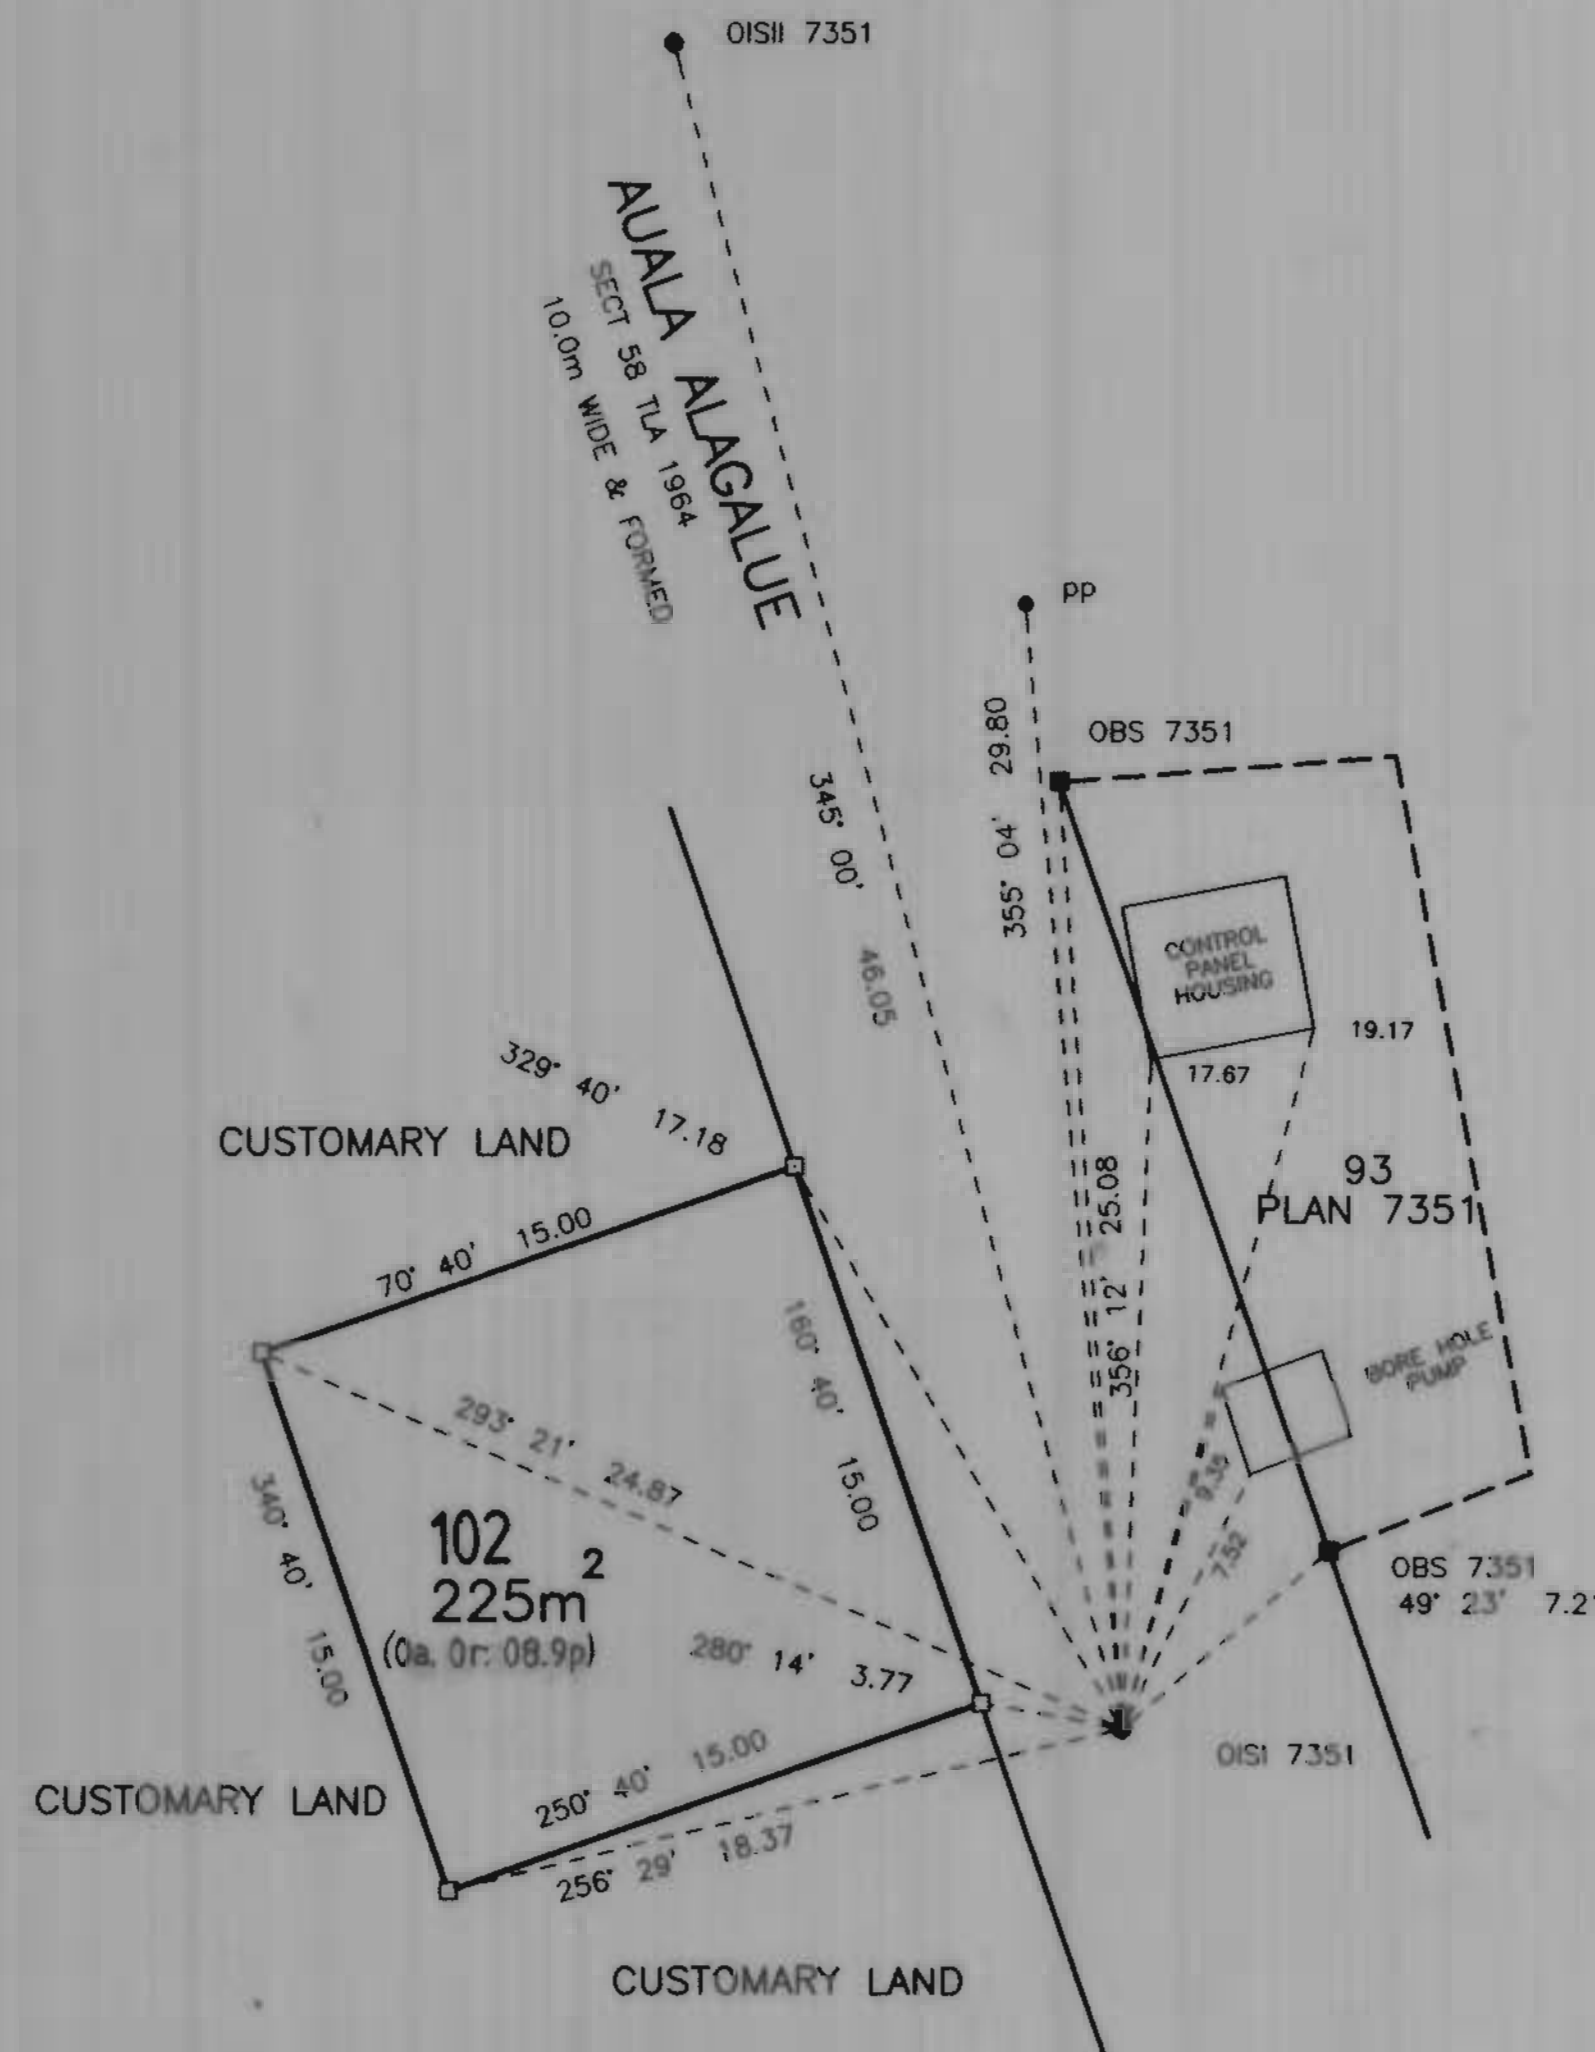 OISII 7351
AUALA ALAGALUE
SECT 58 TLA 1964
10.0m WIDE & FORMED
pp
355° 04' 29.80
OBS 7351
345° 00' 46.05
CONTROL
PANEL
HOUSING
19.17
17.67
329° 40' 17.18
CUSTOMARY LAND
93
PLAN 7351
356° 12' 25.08
70° 40' 15.00
160° 40' 15.00
BORE HOLE
PUMP
293° 21' 24.87
9.35
7.52
340° 40' 15.00
102
225m²
(0a. 0r. 08.9p)
280° 14' 3.77
OBS 7351
49° 23' 7.2
OISI 7351
250° 40' 15.00
CUSTOMARY LAND
256° 29' 18.37
CUSTOMARY LAND